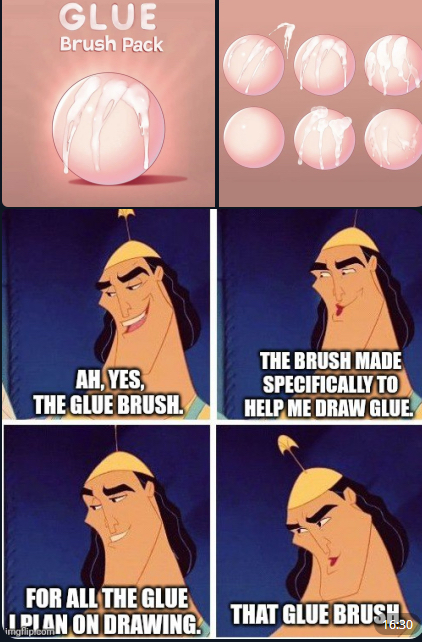 GLUE
Brush Pack
AH, YES,
THE GLUE BRUSH.
THE BRUSH MADE
SPECIFICALLY TO
HELP ME DRAW GLUE.
FOR ALL THE GLUE
I PLAN ON DRAWING.
THAT GLUE BRUSH.
imgflip.com
16:30